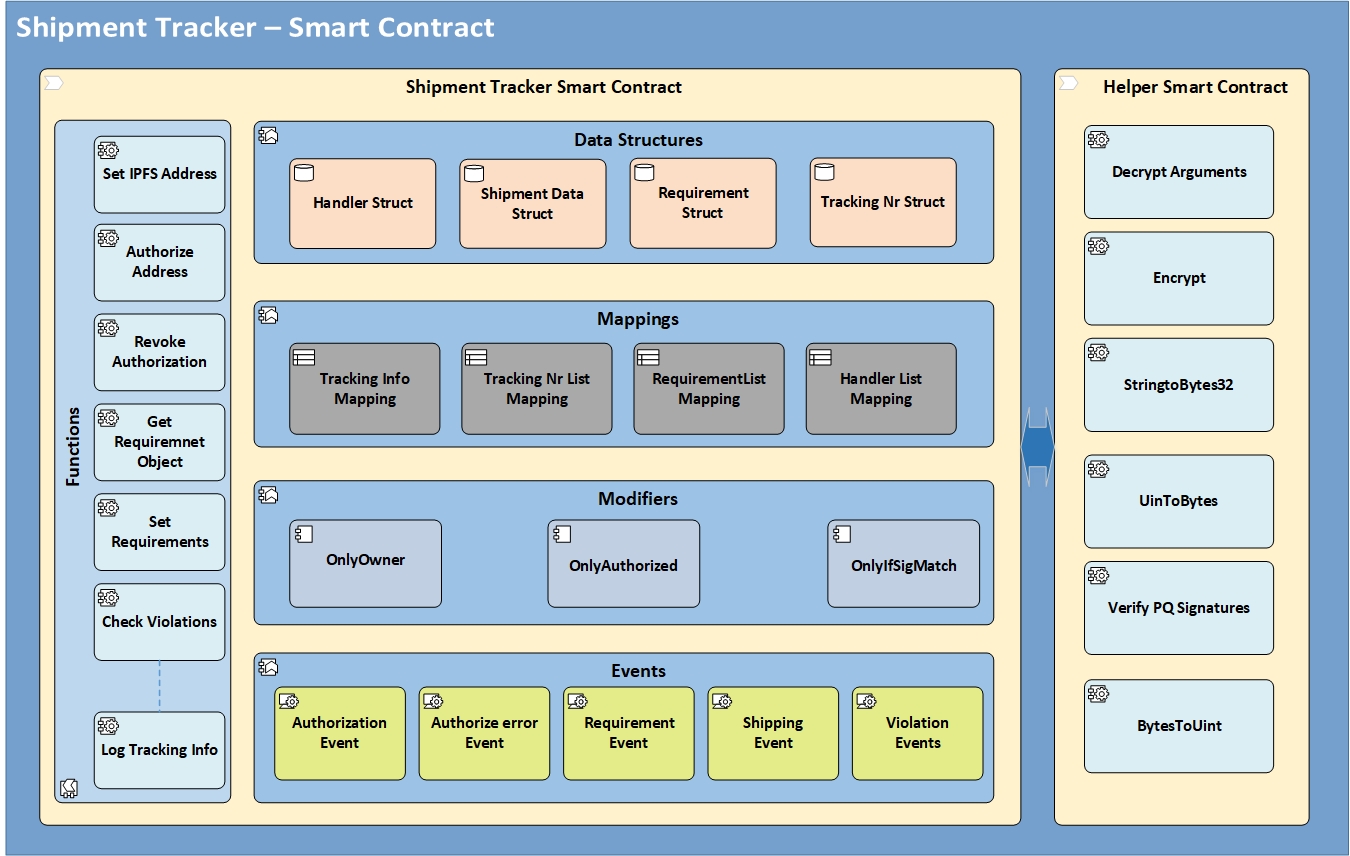 Shipment Tracker – Smart Contract
Shipment Tracker Smart Contract
Functions
Set IPFS Address
Authorize
Address
Revoke
Authorization
Get
Requiremnet
Object
Set
Requirements
Check Violations
Log Tracking Info
Data Structures
Handler Struct
Shipment Data
Struct
Requirement
Struct
Tracking Nr Struct
Mappings
Tracking Info
Mapping
Tracking Nr List
Mapping
RequirementList
Mapping
Handler List
Mapping
Modifiers
OnlyOwner
OnlyAuthorized
OnlyIfSigMatch
Events
Authorization
Event
Authorize error
Event
Requirement
Event
Shipping
Event
Violation
Events
Helper Smart Contract
Decrypt Arguments
Encrypt
StringtoBytes32
UinToBytes
Verify PQ Signatures
BytesToUint